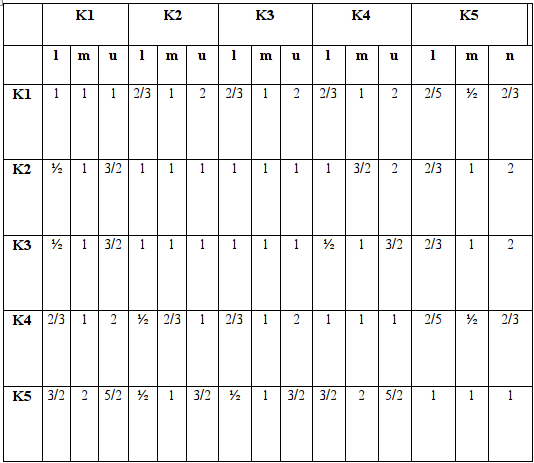 K1 K2 K3 K4 K5
l m u l m u l m u l m u l m n
K1 1 1 1 2/3 1 2 2/3 1 2 2/3 1 2 2/5 ½ 2/3
K2 ½ 1 3/2 1 1 1 1 1 1 1 3/2 2 2/3 1 2
K3 ½ 1 3/2 1 1 1 1 1 1 ½ 1 3/2 2/3 1 2
K4 2/3 1 2 ½ 2/3 1 2/3 1 2 1 1 1 2/5 ½ 2/3
K5 3/2 2 5/2 ½ 1 3/2 ½ 1 3/2 3/2 2 5/2 1 1 1